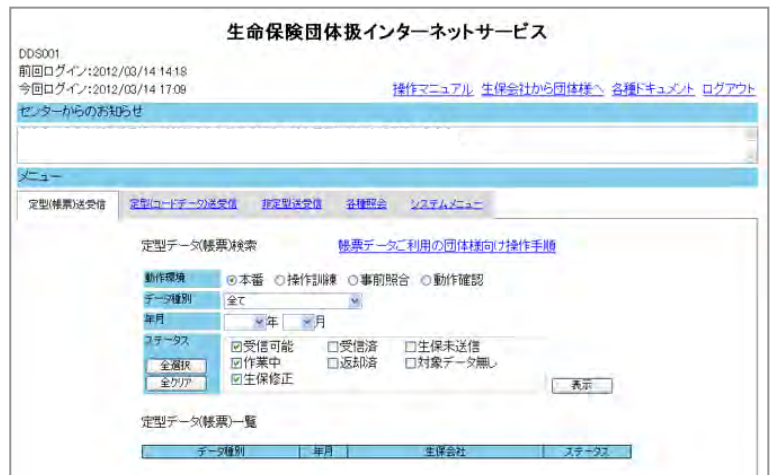 生命保険団体扱インターネットサービス
DDS001
前回ログイン:2012/03/14 14:18
今回ログイン:2012/03/14 17:09
操作マニュアル 生保会社から団体様へ 各種ドキュメント ログアウト
センターからのお知らせ
メニュー
定型(帳票)送受信 定型(コードデータ)送受信 非定型送受信 各種照会 システムメニュー
定型データ(帳票)検索 帳票データご利用の団体様向け操作手順
動作環境 本番 操作訓練 事前照合 動作確認
データ種別 全て
年月 年 月
ステータス 受信可能 受信済 生保未送信
全選択 作業中 返却済 対象データ無し
全クリア 生保修正 表示
定型データ(帳票)一覧
データ種別 年月 生保会社 ステータス